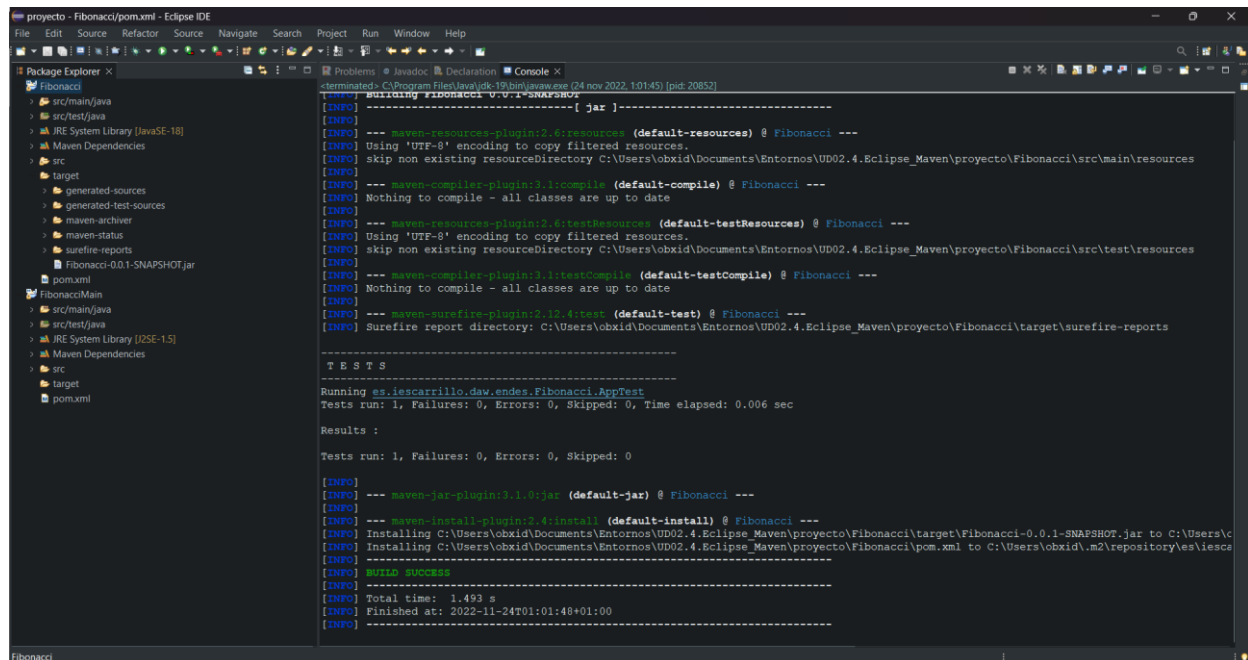 proyecto - Fibonacci/pom.xml - Eclipse IDE
File Edit Source Refactor Source Navigate Search Project Run Window Help
Package Explorer
Fibonacci
src/main/java
src/test/java
JRE System Library [JavaSE-18]
Maven Dependencies
src
target
generated-sources
generated-test-sources
maven-archiver
maven-status
surefire-reports
Fibonacci-0.0.1-SNAPSHOT.jar
pom.xml
FibonacciMain
src/main/java
src/test/java
JRE System Library [J2SE-1.5]
Maven Dependencies
src
target
pom.xml
Problems Javadoc Declaration Console
<terminated> C:\Program Files\Java\jdk-19\bin\javaw.exe (24 nov 2022, 1:01:45) [pid: 20852]
[INFO] Building Fibonacci 0.0.1-SNAPSHOT
[INFO] --------------------------------[ jar ]---------------------------------
[INFO]
[INFO] --- maven-resources-plugin:2.6:resources (default-resources) @ Fibonacci ---
[INFO] Using 'UTF-8' encoding to copy filtered resources.
[INFO] skip non existing resourceDirectory C:\Users\obxid\Documents\Entornos\UD02.4.Eclipse_Maven\proyecto\Fibonacci\src\main\resources
[INFO]
[INFO] --- maven-compiler-plugin:3.1:compile (default-compile) @ Fibonacci ---
[INFO] Nothing to compile - all classes are up to date
[INFO]
[INFO] --- maven-resources-plugin:2.6:testResources (default-testResources) @ Fibonacci ---
[INFO] Using 'UTF-8' encoding to copy filtered resources.
[INFO] skip non existing resourceDirectory C:\Users\obxid\Documents\Entornos\UD02.4.Eclipse_Maven\proyecto\Fibonacci\src\test\resources
[INFO]
[INFO] --- maven-compiler-plugin:3.1:testCompile (default-testCompile) @ Fibonacci ---
[INFO] Nothing to compile - all classes are up to date
[INFO]
[INFO] --- maven-surefire-plugin:2.12.4:test (default-test) @ Fibonacci ---
[INFO] Surefire report directory: C:\Users\obxid\Documents\Entornos\UD02.4.Eclipse_Maven\proyecto\Fibonacci\target\surefire-reports
-------------------------------------------------------
T E S T S
-------------------------------------------------------
Running es.iescarrillo.daw.endes.Fibonacci.AppTest
Tests run: 1, Failures: 0, Errors: 0, Skipped: 0, Time elapsed: 0.006 sec
Results :
Tests run: 1, Failures: 0, Errors: 0, Skipped: 0
[INFO]
[INFO] --- maven-jar-plugin:3.1.0:jar (default-jar) @ Fibonacci ---
[INFO]
[INFO] --- maven-install-plugin:2.4:install (default-install) @ Fibonacci ---
[INFO] Installing C:\Users\obxid\Documents\Entornos\UD02.4.Eclipse_Maven\proyecto\Fibonacci\target\Fibonacci-0.0.1-SNAPSHOT.jar to C:\Users\o
[INFO] Installing C:\Users\obxid\Documents\Entornos\UD02.4.Eclipse_Maven\proyecto\Fibonacci\pom.xml to C:\Users\obxid\.m2\repository\es\iesca
[INFO] ------------------------------------------------------------------------
[INFO] BUILD SUCCESS
[INFO] ------------------------------------------------------------------------
[INFO] Total time: 1.493 s
[INFO] Finished at: 2022-11-24T01:01:48+01:00
[INFO] ------------------------------------------------------------------------
Fibonacci